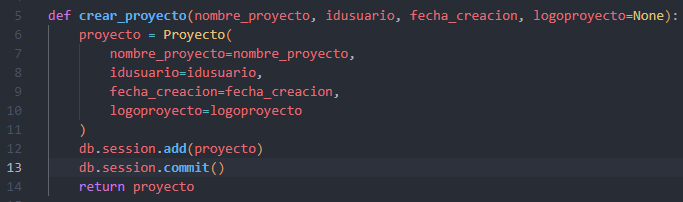 5 def crear_proyecto(nombre_proyecto, idusuario, fecha_creacion, logoproyecto=None):
6     proyecto = Proyecto(
7         nombre_proyecto=nombre_proyecto,
8         idusuario=idusuario,
9         fecha_creacion=fecha_creacion,
10         logoproyecto=logoproyecto
11     )
12     db.session.add(proyecto)
13     db.session.commit()
14     return proyecto